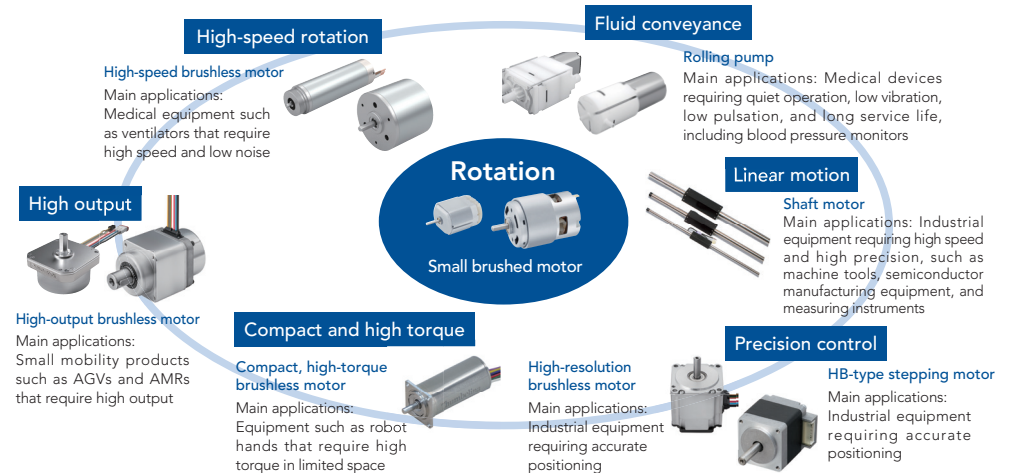 High-speed rotation
High-speed brushless motor
Main applications:
Medical equipment such
as ventilators that require
high speed and low noise
Fluid conveyance
Rolling pump
Main applications: Medical devices
requiring quiet operation, low vibration,
low pulsation, and long service life,
including blood pressure monitors
Rotation
Small brushed motor
Linear motion
Shaft motor
Main applications: Industrial
equipment requiring high speed
and high precision, such as
machine tools, semiconductor
manufacturing equipment, and
measuring instruments
High output
High-output brushless motor
Main applications:
Small mobility products
such as AGVs and AMRs
that require high output
Compact and high torque
Compact, high-torque
brushless motor
Main applications:
Equipment such as robot
hands that require high
torque in limited space
Precision control
High-resolution
brushless motor
Main applications:
Industrial equipment
requiring accurate
positioning
HB-type stepping motor
Main applications:
Industrial equipment
requiring accurate
positioning